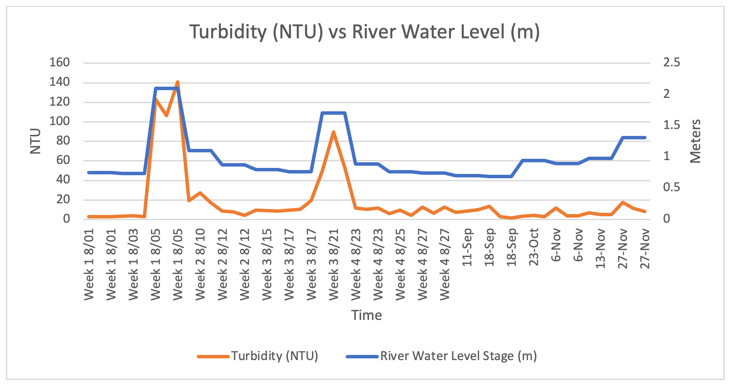 Turbidity (NTU) vs River Water Level (m)
160
140
120
100
80
60
40
20
0
NTU
2.5
2
1.5
1
0.5
0
Meters
Week 1 8/01
Week 1 8/01
Week 1 8/03
Week 1 8/05
Week 1 8/05
Week 2 8/10
Week 2 8/12
Week 2 8/12
Week 3 8/15
Week 3 8/17
Week 3 8/17
Week 3 8/21
Week 4 8/23
Week 4 8/23
Week 4 8/25
Week 4 8/27
Week 4 8/27
11-Sep
18-Sep
18-Sep
23-Oct
6-Nov
6-Nov
13-Nov
27-Nov
27-Nov
Time
Turbidity (NTU)
River Water Level Stage (m)